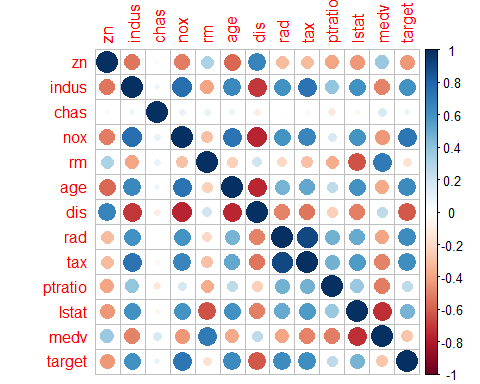 zn indus chas nox rm age dis rad tax ptratio lstat medv target
zn
indus
chas
nox
rm
age
dis
rad
tax
ptratio
lstat
medv
target
1
0.8
0.6
0.4
0.2
0
-0.2
-0.4
-0.6
-0.8
-1